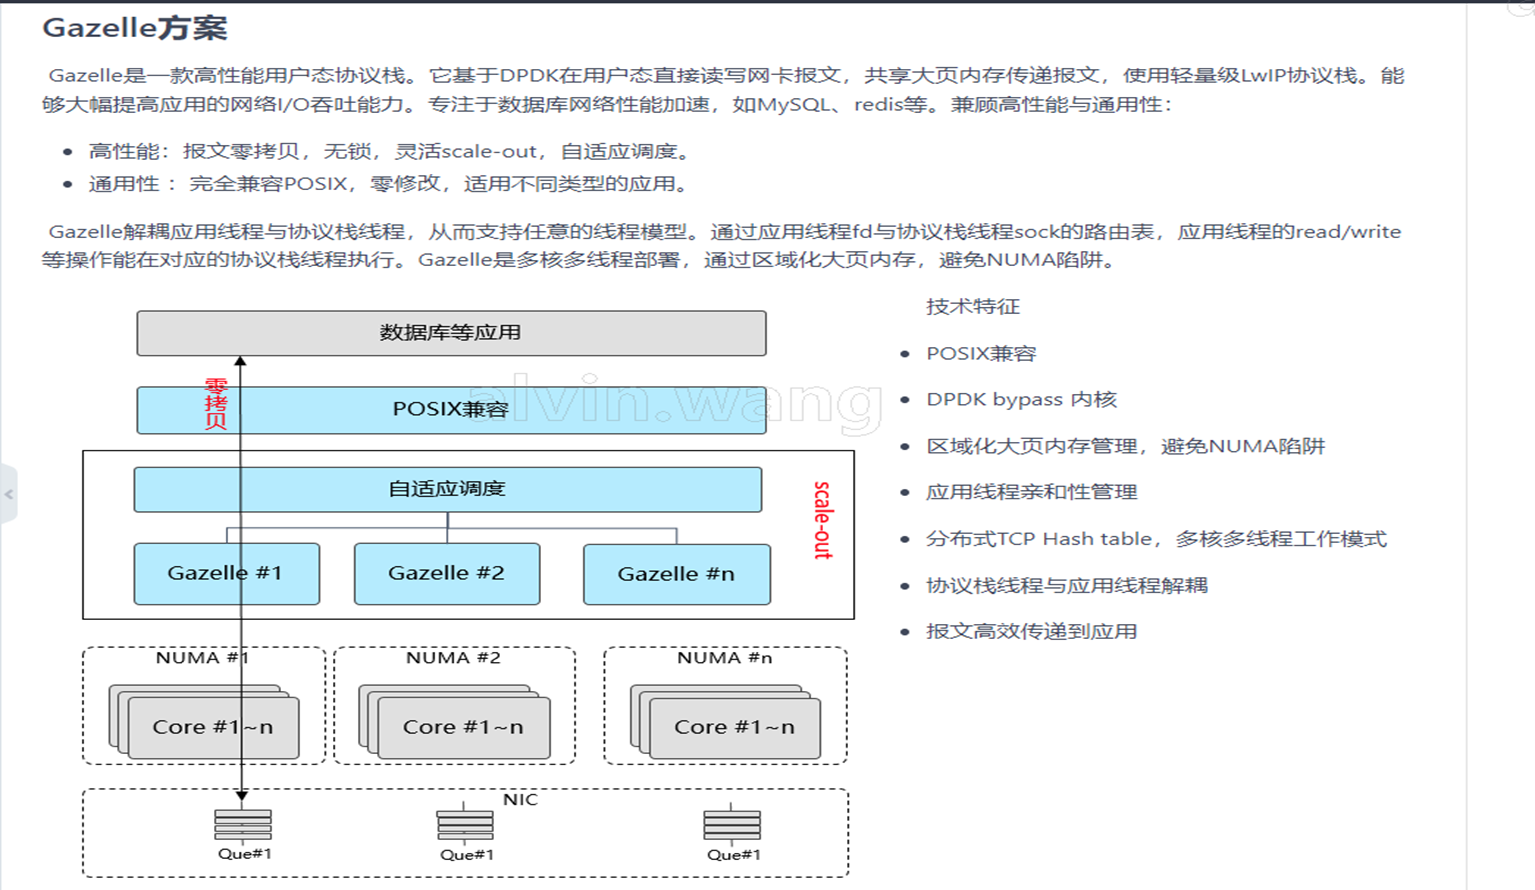 Gazelle方案
Gazelle是一款高性能用户态协议栈。它基于DPDK在用户态直接读写网卡报文，共享大页内存传递报文，使用轻量级LwIP协议栈。能
够大幅提高应用的网络I/O吞吐能力。专注于数据库网络性能加速，如MySQL、redis等。兼顾高性能与通用性：
高性能：报文零拷贝，无锁，灵活scale-out，自适应调度。
通用性 ：完全兼容POSIX，零修改，适用不同类型的应用。
Gazelle解耦应用线程与协议栈线程，从而支持任意的线程模型。通过应用线程fd与协议栈线程sock的路由表，应用线程的read/write
等操作能在对应的协议栈线程执行。Gazelle是多核多线程部署，通过区域化大页内存，避免NUMA陷阱。
数据库等应用
零拷贝
POSIX兼容
alvin.wang
自适应调度
scale-out
Gazelle #1
Gazelle #2
Gazelle #n
NUMA #1
NUMA #2
NUMA #n
Core #1~n
Core #1~n
Core #1~n
NIC
Que#1
Que#1
Que#1
技术特征
POSIX兼容
DPDK bypass 内核
区域化大页内存管理，避免NUMA陷阱
应用线程亲和性管理
分布式TCP Hash table，多核多线程工作模式
协议栈线程与应用线程解耦
报文高效传递到应用